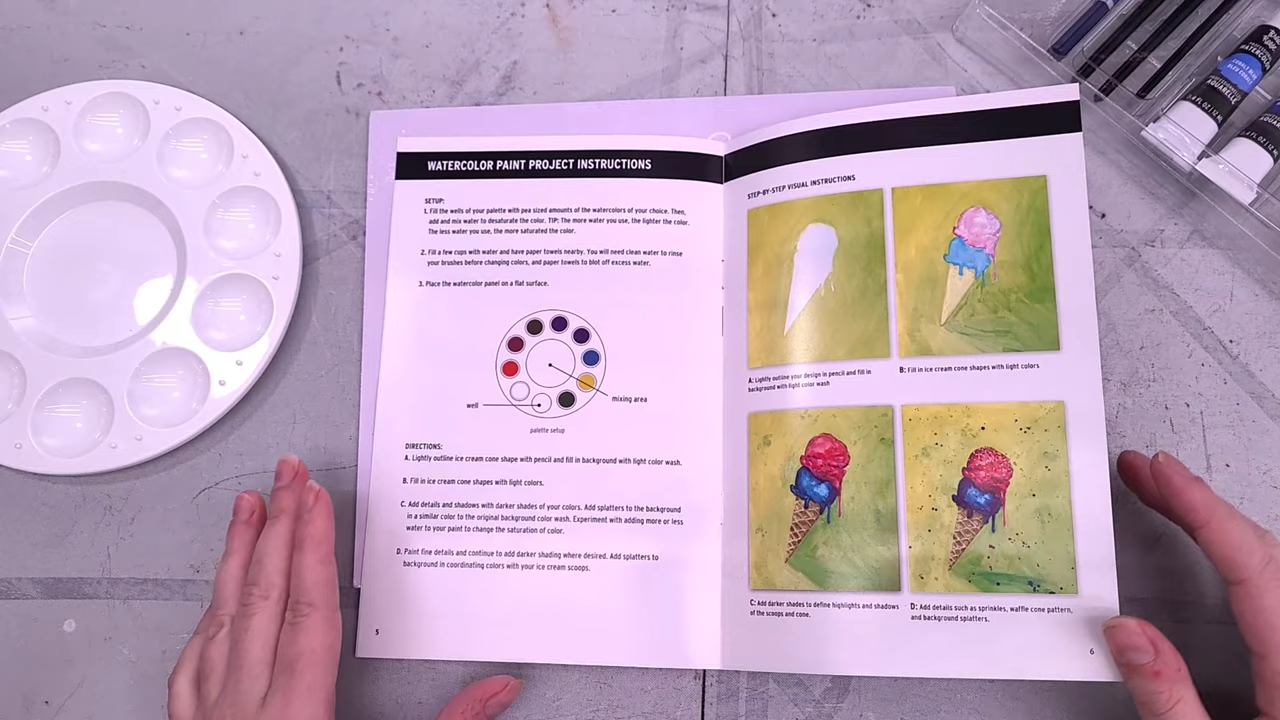 WATERCOLOR PAINT PROJECT INSTRUCTIONS
SETUP:
1. Fill the wells of your palette with pea sized amounts of the watercolors of your choice. Then,
add and mix water to desaturate the color. TIP: The more water you use, the lighter the color.
The less water you use, the more saturated the color.
2. Fill a few cups with water and have paper towels nearby. You will need clean water to rinse
your brushes before changing colors, and paper towels to blot off excess water.
3. Place the watercolor panel on a flat surface.
well
mixing area
palette setup
DIRECTIONS:
A. Lightly outline ice cream cone shape with pencil and fill in background with light color wash.
B. Fill in ice cream cone shapes with light colors.
C. Add details and shadows with darker shades of your colors. Add splatters to the background
in a similar color to the original background color wash. Experiment with adding more or less
water to your paint to change the saturation of color.
D. Paint fine details and continue to add darker shading where desired. Add splatters to
background in coordinating colors with your ice cream scoops.
5
STEP-BY-STEP VISUAL INSTRUCTIONS
A: Lightly outline your design in pencil and fill in
background with light color wash
B: Fill in ice cream cone shapes with light colors
C: Add darker shades to define highlights and shadows
of the scoops and cone.
D: Add details such as sprinkles, waffle cone pattern,
and background splatters.
6
WATERCOLOR
COBALT BLUE
AQUARELLE
0.4 FL OZ | 12 ML